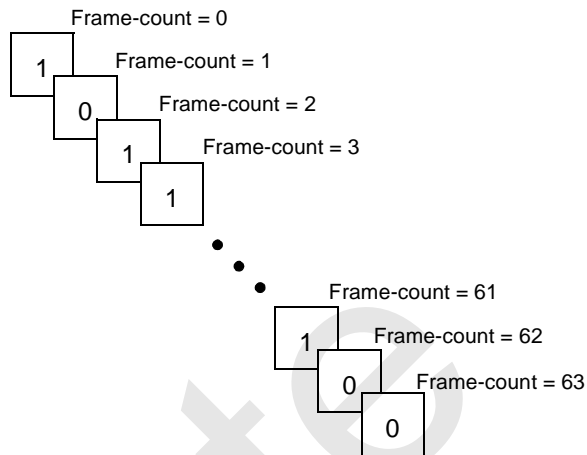 Frame-count = 0
1
Frame-count = 1
0
Frame-count = 2
1
Frame-count = 3
1
Frame-count = 61
1
Frame-count = 62
0
Frame-count = 63
0
te